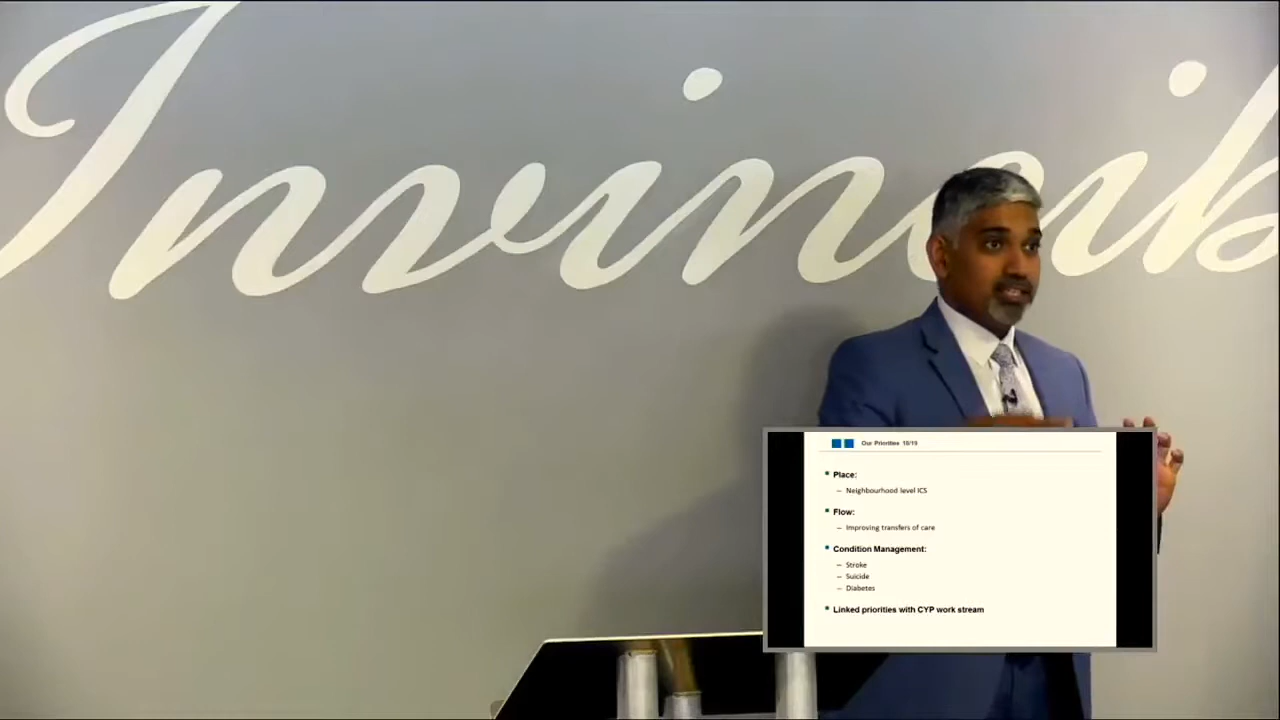 Invincib
Our Priorities 18/19
Place:
– Neighbourhood level ICS
Flow:
– Improving transfers of care
Condition Management:
– Stroke
– Suicide
– Diabetes
Linked priorities with CYP work stream